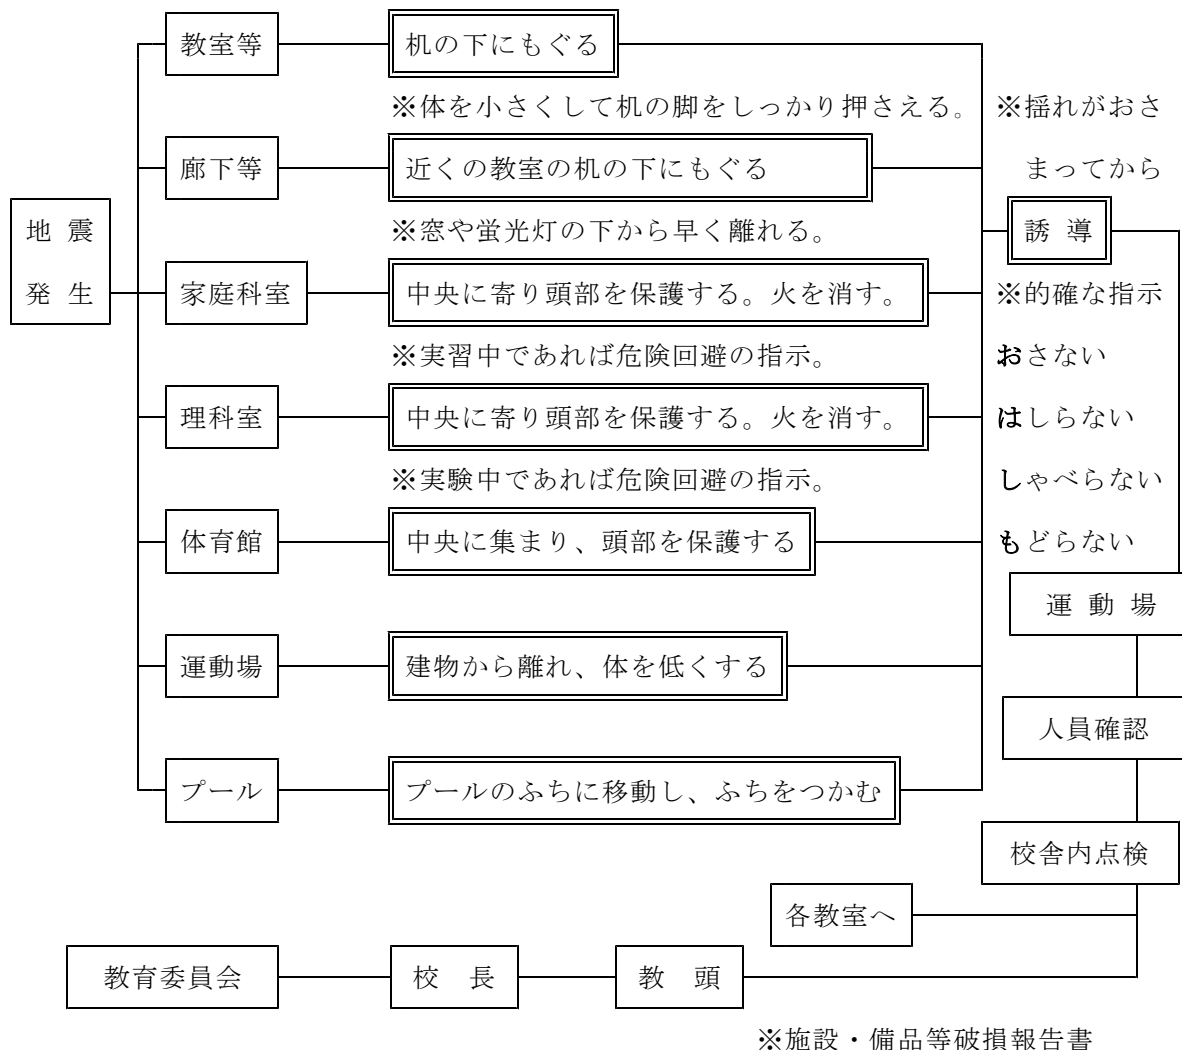 教室等 机の下にもぐる
※体を小さくして机の脚をしっかり押さえる。 ※揺れがおさ
廊下等 近くの教室の机の下にもぐる まってから
地 震 ※窓や蛍光灯の下から早く離れる。 誘 導
発 生 家庭科室 中央に寄り頭部を保護する。火を消す。 ※的確な指示
※実習中であれば危険回避の指示。 おさない
理科室 中央に寄り頭部を保護する。火を消す。 はしらない
※実験中であれば危険回避の指示。 しゃべらない
体育館 中央に集まり、頭部を保護する もどらない
運 動 場
運動場 建物から離れ、体を低くする
人員確認
プール プールのふちに移動し、ふちをつかむ
校舎内点検
各教室へ
教育委員会 校 長 教 頭
※施設・備品等破損報告書